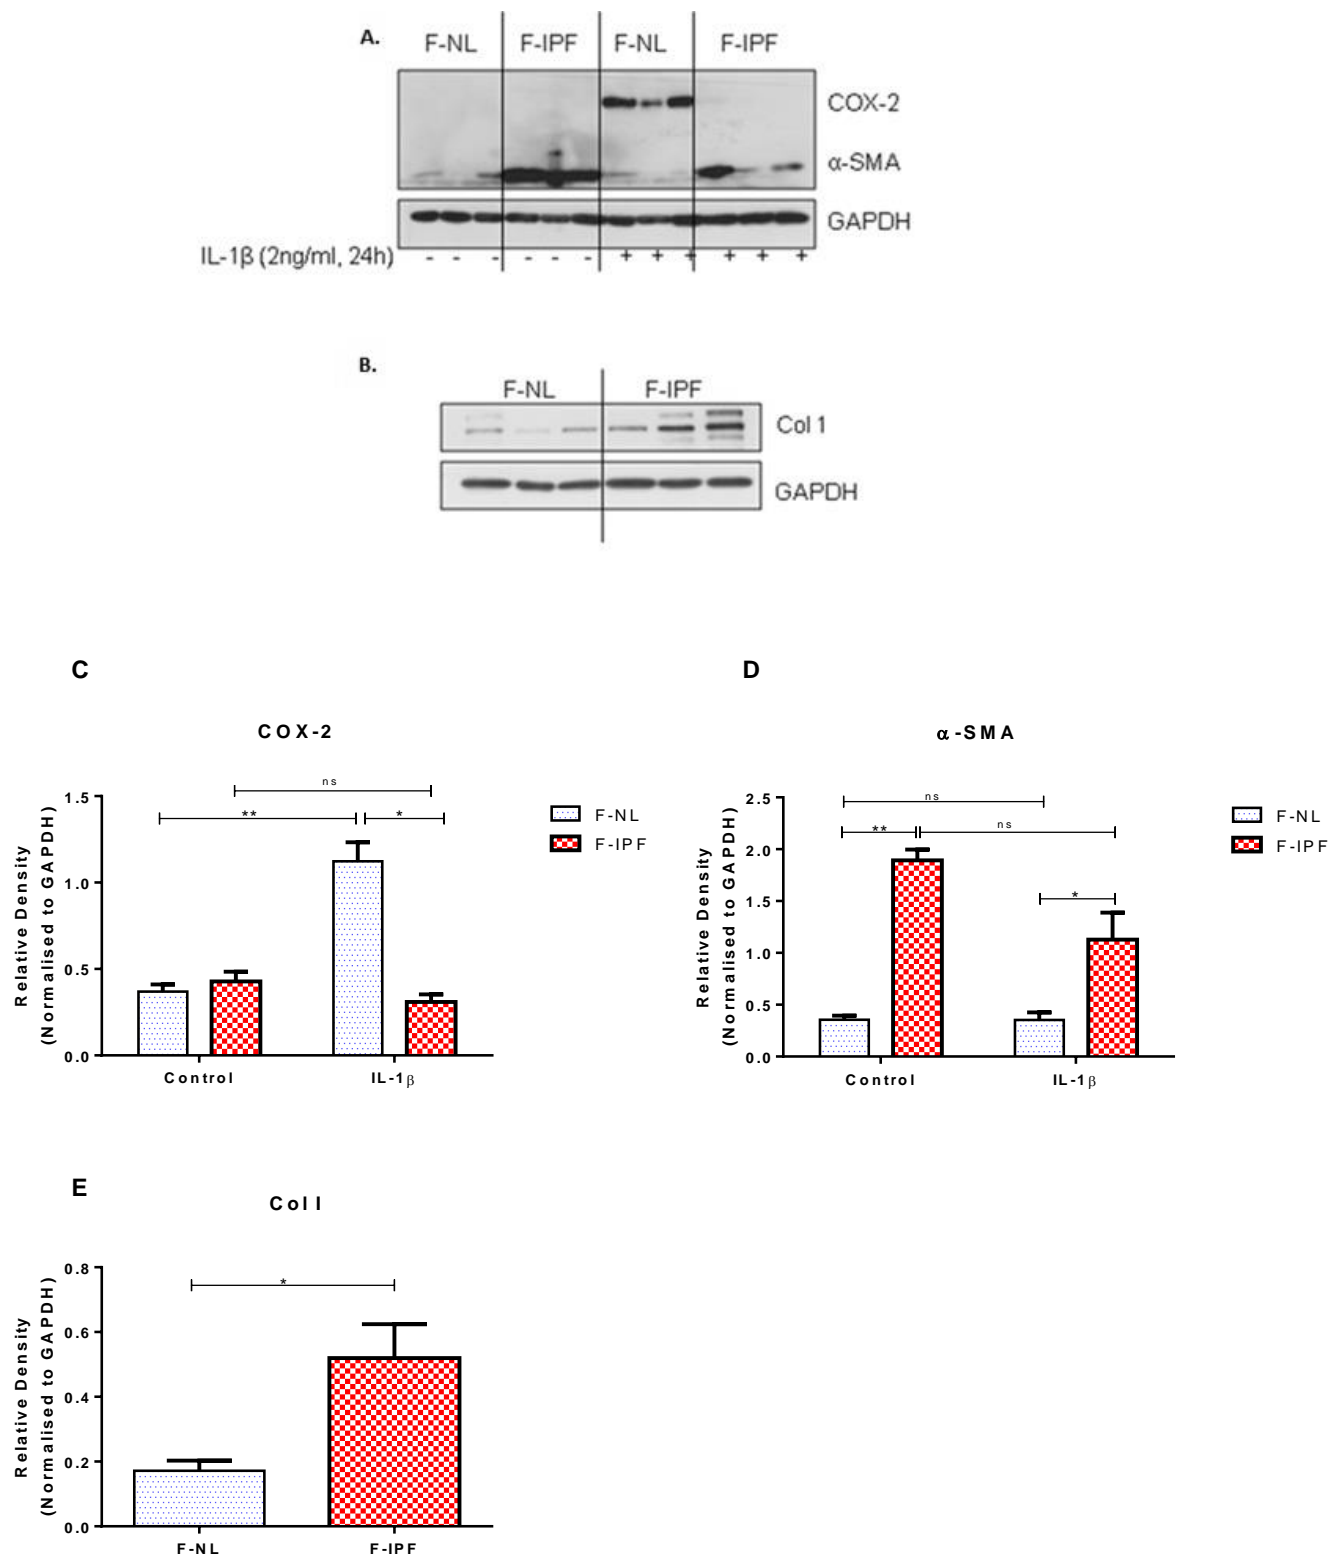 A.
F-NL F-IPF F-NL F-IPF
COX-2
α-SMA
GAPDH
IL-1β (2ng/ml, 24h) - - - - - - + + + + + +
B.
F-NL F-IPF
Col 1
GAPDH
C
COX-2
Relative Density
(Normalised to GAPDH)
1.5
1.0
0.5
0.0
ns
** *
Control IL-1β
F-NL
F-IPF
D
α-SMA
Relative Density
(Normalised to GAPDH)
2.5
2.0
1.5
1.0
0.5
0.0
ns
** ns
*
Control IL-1β
F-NL
F-IPF
E
Col I
Relative Density
(Normalised to GAPDH)
0.8
0.6
0.4
0.2
0.0
*
F-NL F-IPF